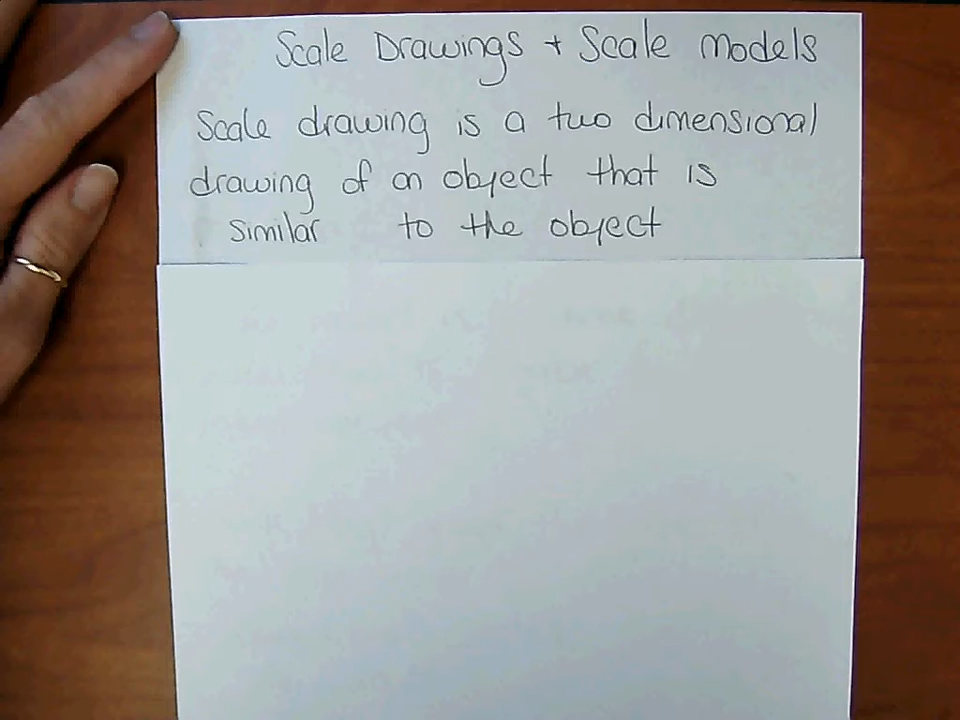 Scale Drawings + Scale Models
Scale drawing is a two dimensional
drawing of an object that is
similar to the object